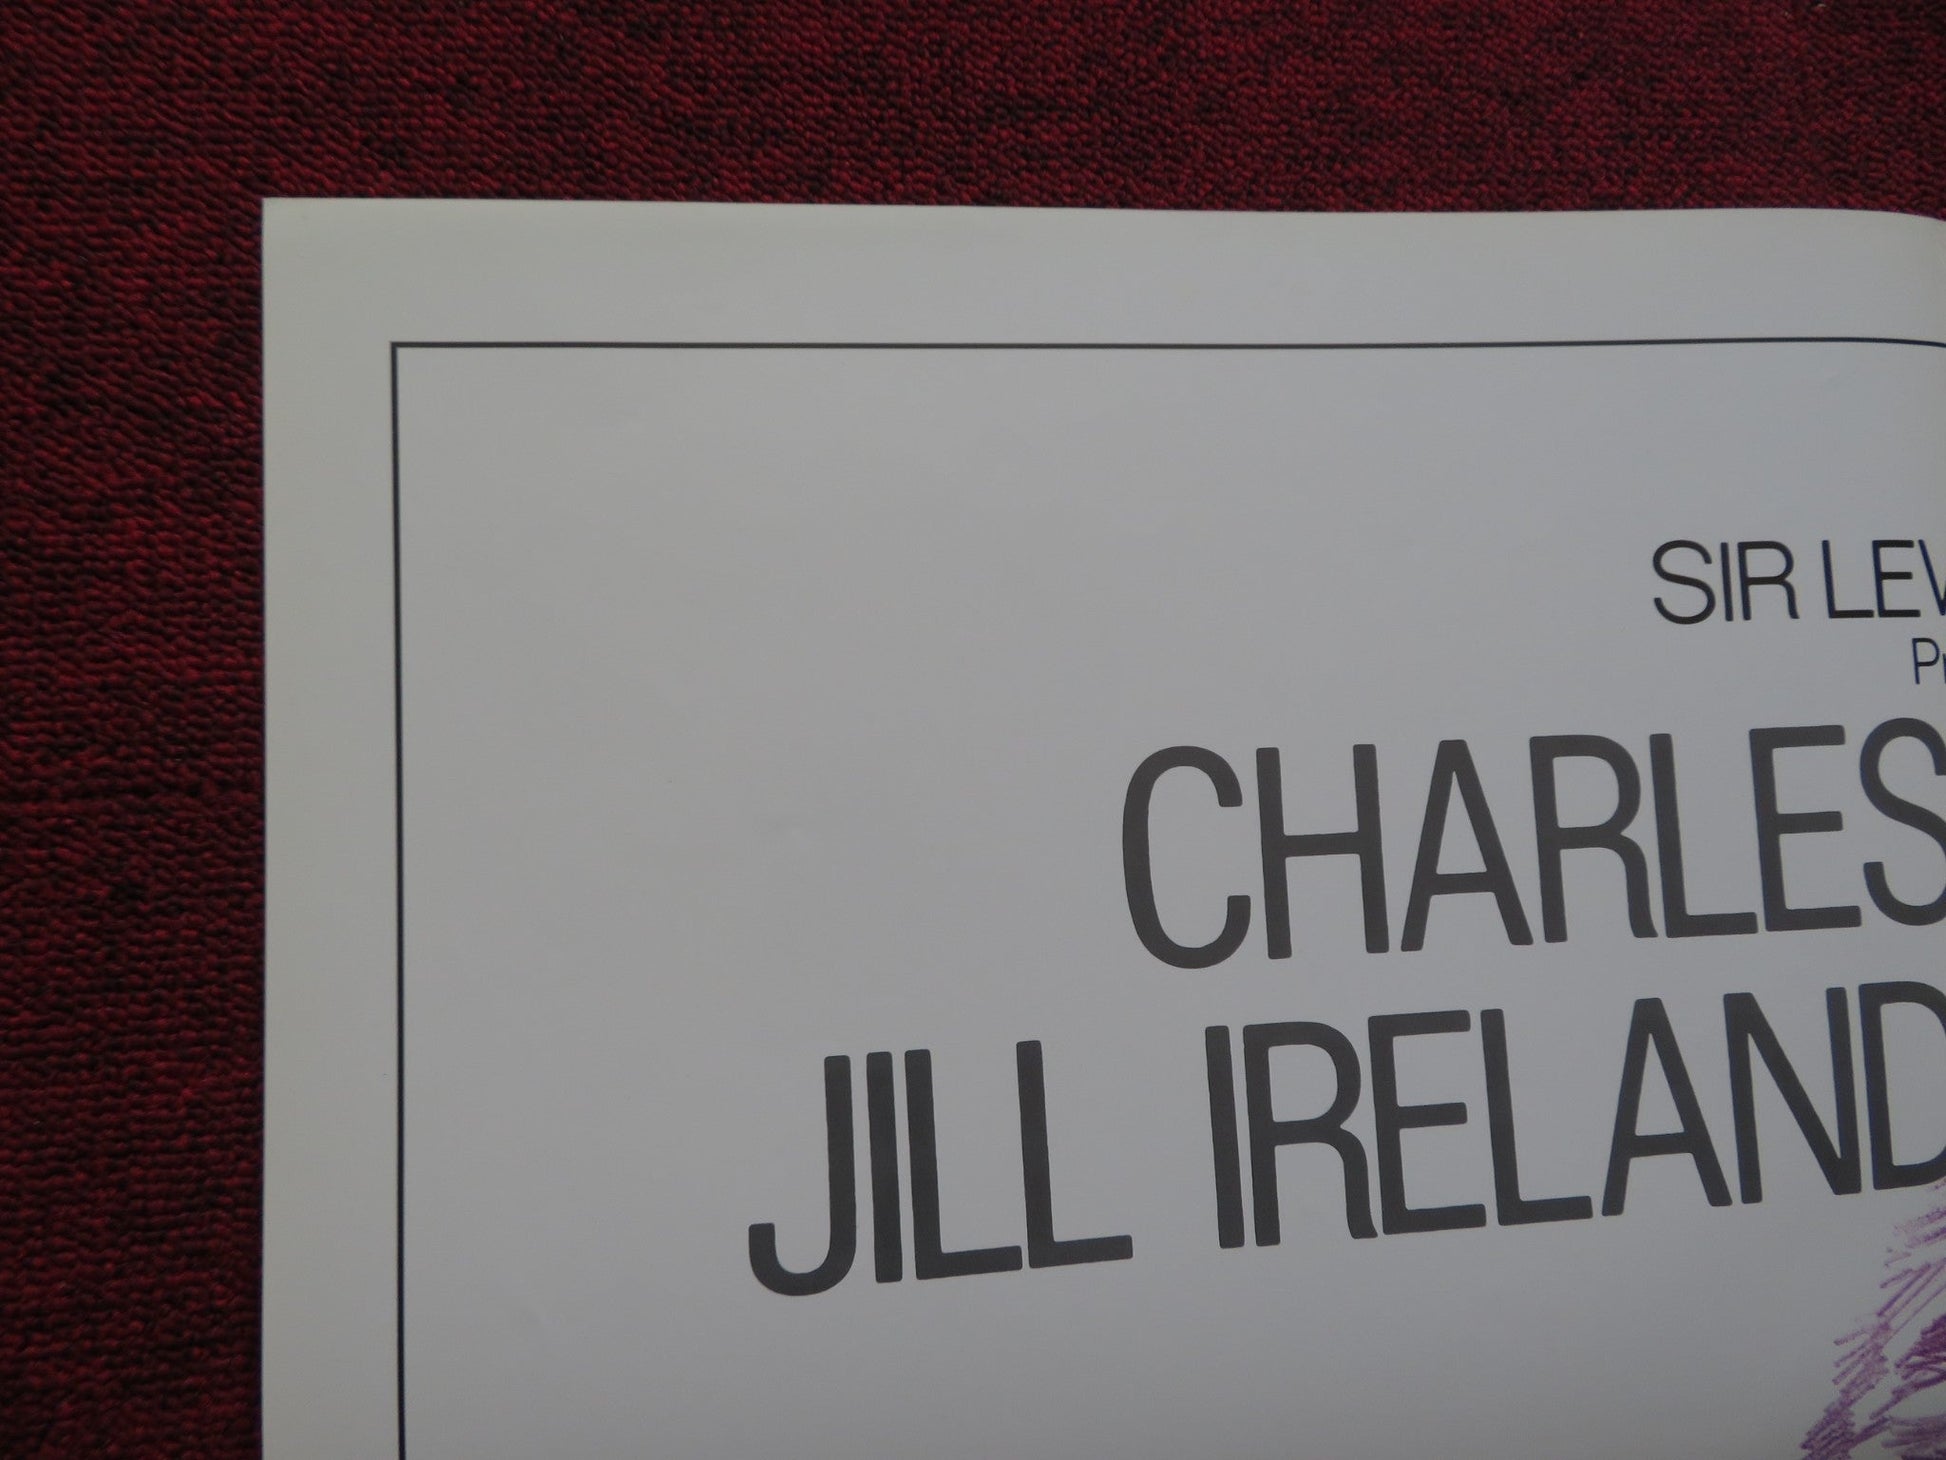 SIR LEW
Pr
CHARLES
JILL IRELAND